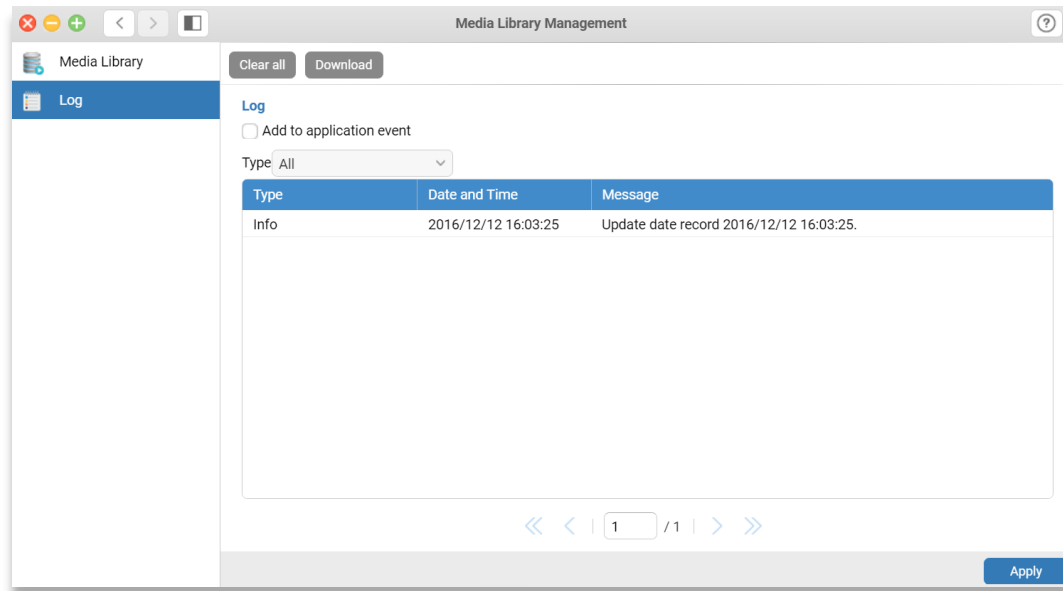 Media Library Management
?
Media Library
Log
Clear all
Download
Log
Add to application event
Type All
Type Date and Time Message
Info 2016/12/12 16:03:25 Update date record 2016/12/12 16:03:25.
1 / 1
Apply